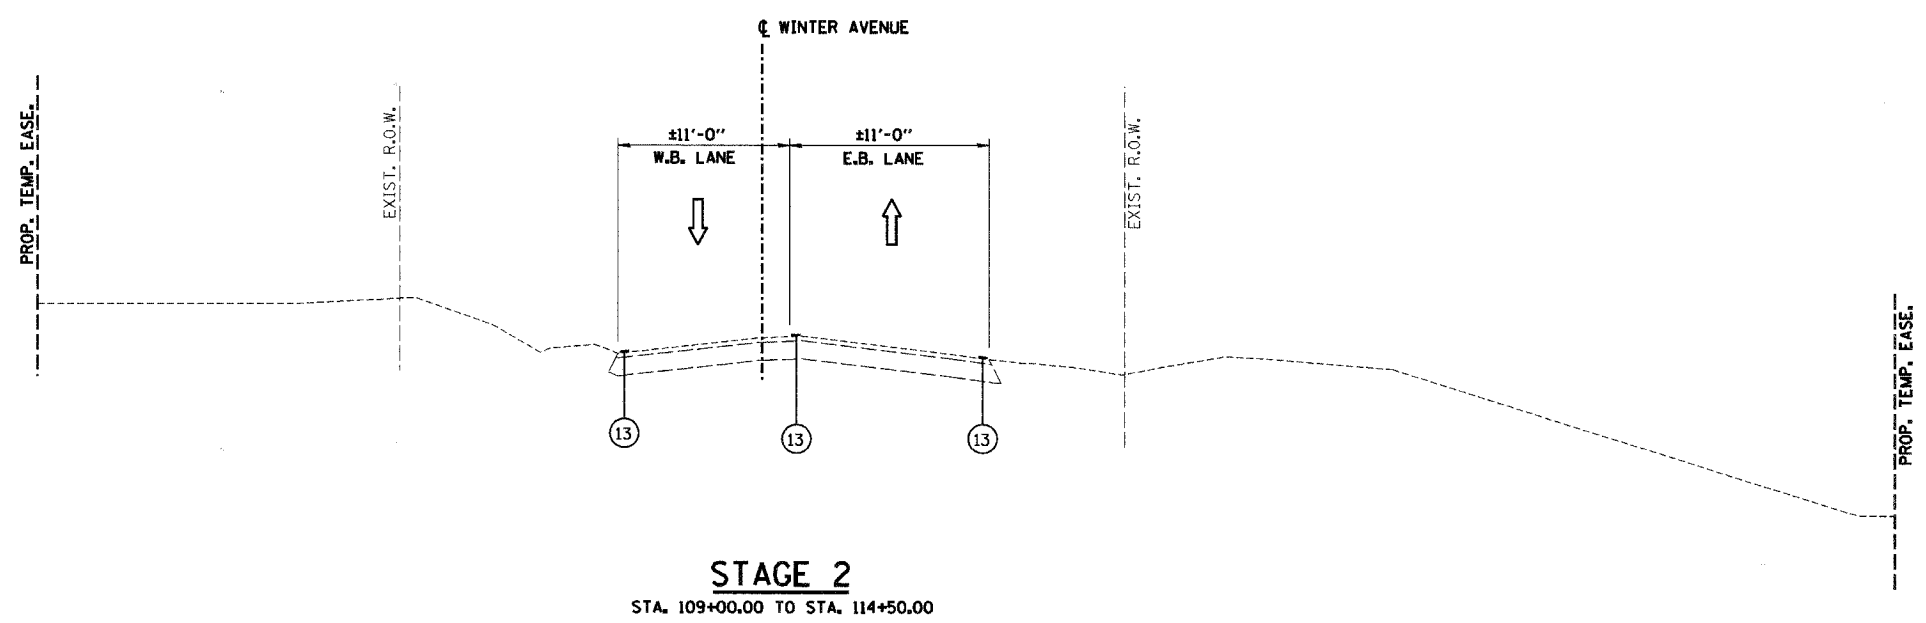 ℄ WINTER AVENUE
PROP. TEMP. EASE.
EXIST. R.O.W.
±11'-0"
W.B. LANE
±11'-0"
E.B. LANE
EXIST. R.O.W.
PROP. TEMP. EASE.
13
13
13
STAGE 2
STA. 109+00.00 TO STA. 114+50.00